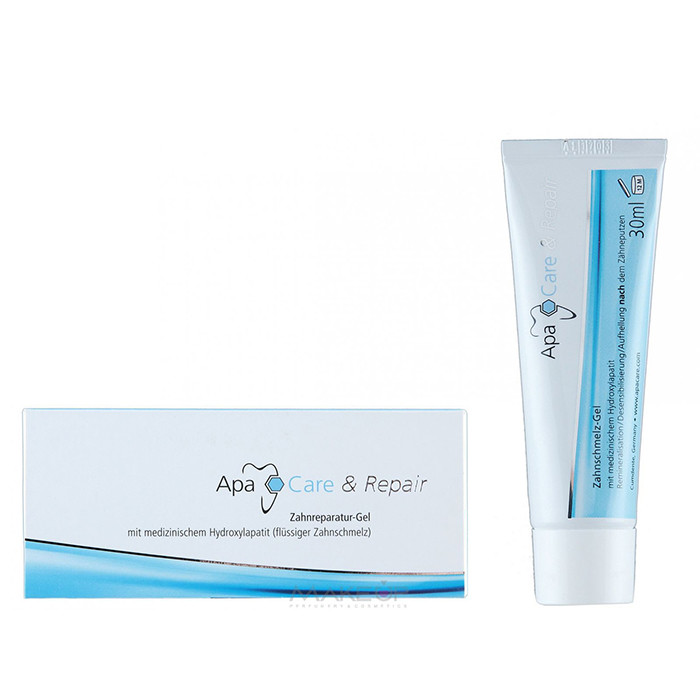 Apa Care & Repair
Zahnreparatur-Gel
mit medizinischem Hydroxylapatit (flüssiger Zahnschmelz)
Apa Care & Repair
Zahnschmelz-Gel
mit medizinischem Hydroxylapatit
Remineralisation/Desensibilisierung/Aufhellung nach dem Zähneputzen
Cumdente, Germany • www.apacare.com
30ml
12 M